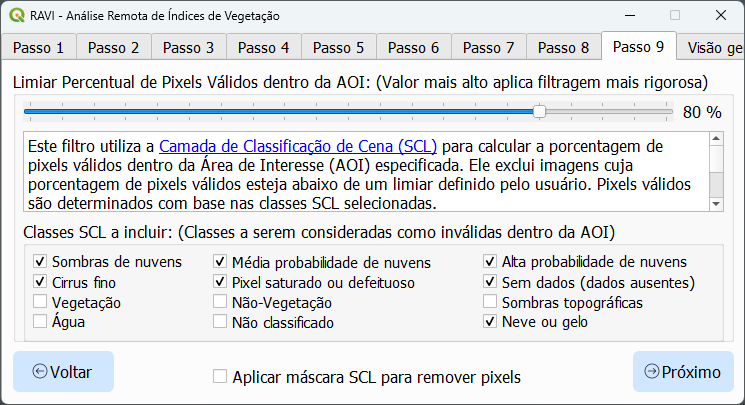 RAVI - Análise Remota de Índices de Vegetação
Passo 1 Passo 2 Passo 3 Passo 4 Passo 5 Passo 6 Passo 7 Passo 8 Passo 9 Visão ge
Limiar Percentual de Pixels Válidos dentro da AOI: (Valor mais alto aplica filtragem mais rigorosa)
80 %
Este filtro utiliza a Camada de Classificação de Cena (SCL) para calcular a porcentagem de
pixels válidos dentro da Área de Interesse (AOI) especificada. Ele exclui imagens cuja
porcentagem de pixels válidos esteja abaixo de um limiar definido pelo usuário. Pixels válidos
são determinados com base nas classes SCL selecionadas.
Classes SCL a incluir: (Classes a serem consideradas como inválidas dentro da AOI)
Sombras de nuvens Média probabilidade de nuvens Alta probabilidade de nuvens
Cirrus fino Pixel saturado ou defeituoso Sem dados (dados ausentes)
Vegetação Não-Vegetação Sombras topográficas
Água Não classificado Neve ou gelo
Voltar Aplicar máscara SCL para remover pixels Próximo